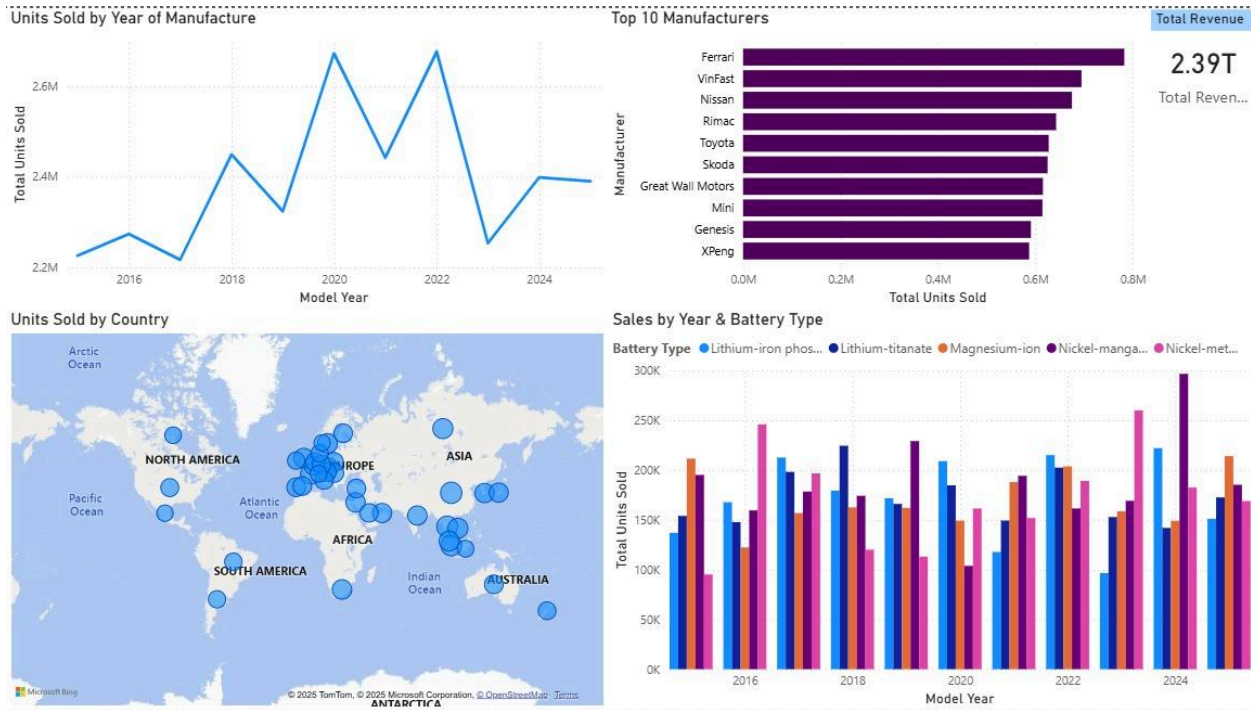 Units Sold by Year of Manufacture
Total Units Sold
2.6M
2.4M
2.2M
2016
2018
2020
2022
2024
Model Year
Top 10 Manufacturers
Manufacturer
Ferrari
VinFast
Nissan
Rimac
Toyota
Skoda
Great Wall Motors
Mini
Genesis
XPeng
0.0M
0.2M
0.4M
0.6M
0.8M
Total Units Sold
Total Revenue
2.39T
Total Reven...
Units Sold by Country
Arctic
Ocean
NORTH AMERICA
EUROPE
ASIA
Pacific
Ocean
Atlantic
Ocean
AFRICA
SOUTH AMERICA
Indian
Ocean
AUSTRALIA
ANTARCTICA
Microsoft Bing
© 2025 TomTom, © 2025 Microsoft Corporation, © OpenStreetMap Terms
Sales by Year & Battery Type
Battery Type Lithium-iron phos... Lithium-titanate Magnesium-ion Nickel-manga... Nickel-met...
Total Units Sold
300K
250K
200K
150K
100K
50K
0K
2016
2018
2020
2022
2024
Model Year